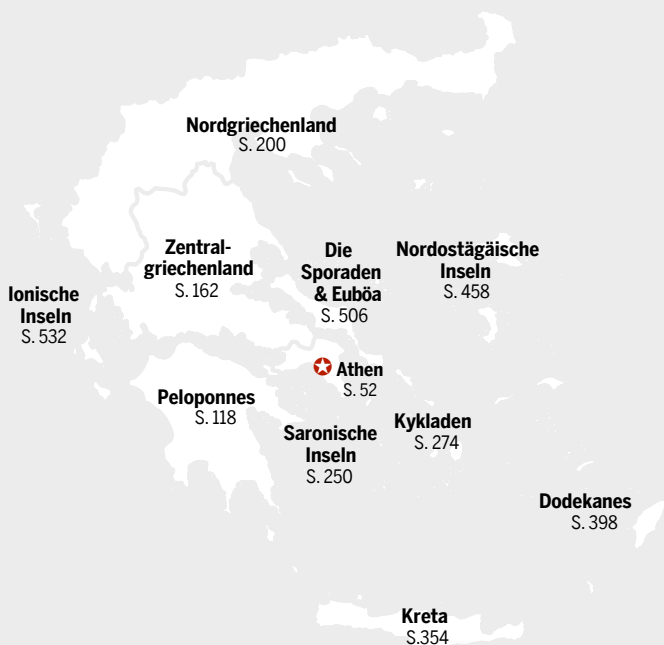 Nordgriechenland
S. 200
Zentral-
griechenland
S. 162
Die
Sporaden
& Euböa
S. 506
Nordostägäische
Inseln
S. 458
Ionische
Inseln
S. 532
Athen
S. 52
Peloponnes
S. 118
Saronische
Inseln
S. 250
Kykladen
S. 274
Dodekanes
S. 398
Kreta
S.354